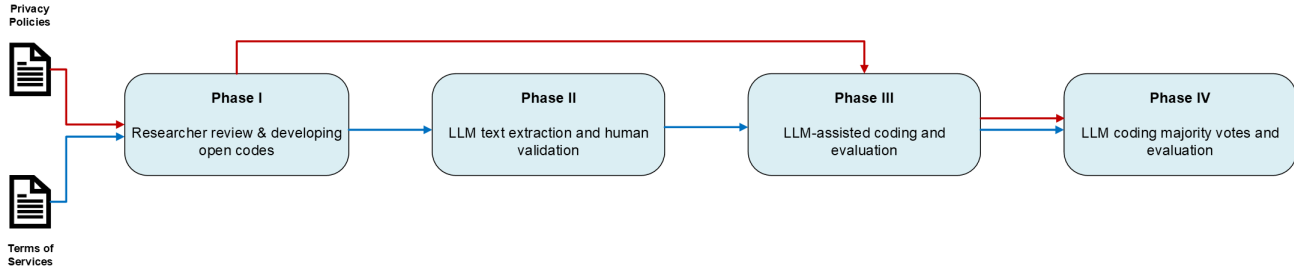 Privacy
Policies
Phase I
Researcher review & developing
open codes
Phase II
LLM text extraction and human
validation
Phase III
LLM-assisted coding and
evaluation
Phase IV
LLM coding majority votes and
evaluation
Terms of
Services